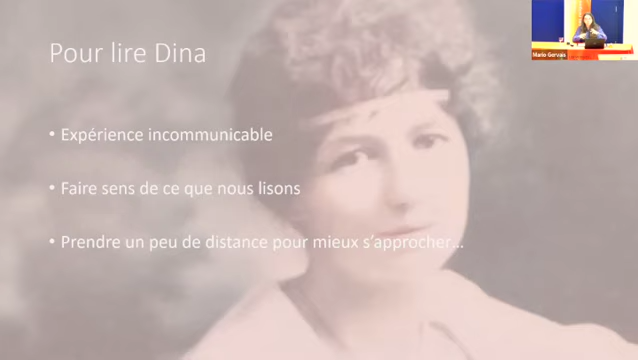 Pour lire Dina
• Expérience incommunicable
• Faire sens de ce que nous lisons
• Prendre un peu de distance pour mieux s'approcher...
Mario Gervais